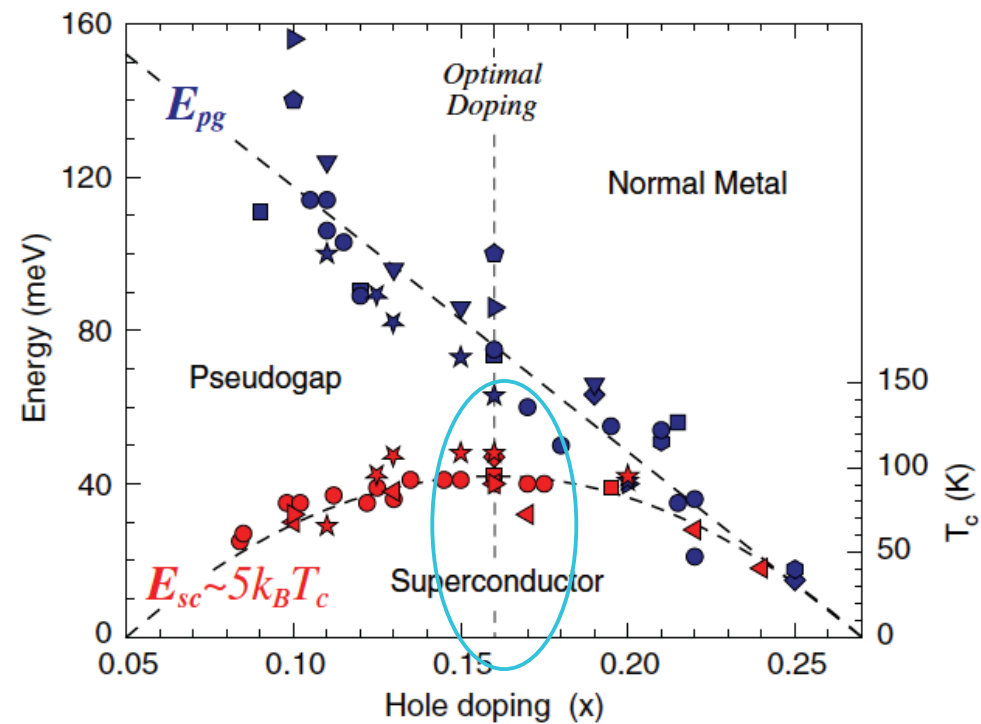 160
120
80
40
0
Energy (meV)
E_pg
Optimal
Doping
Normal Metal
Pseudogap
E_sc~5k_BT_c
Superconductor
150
100
50
0
T_c (K)
0.05
0.10
0.15
0.20
0.25
Hole doping (x)